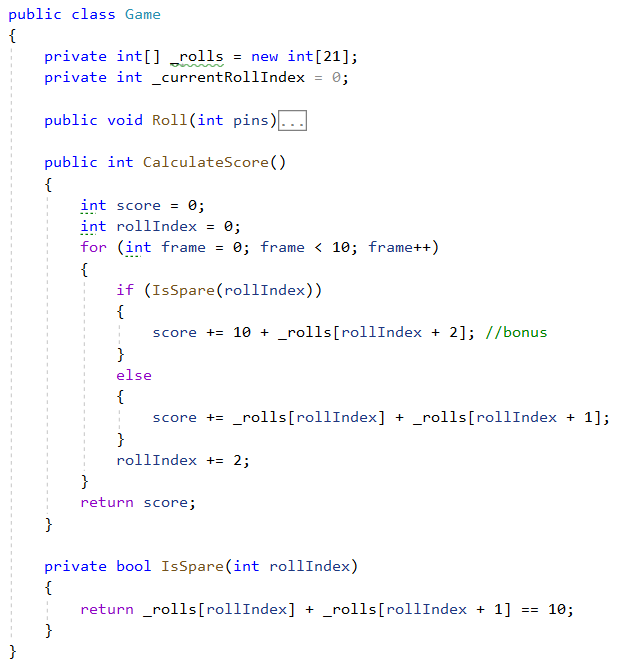 public class Game
{
    private int[] _rolls = new int[21];
    private int _currentRollIndex = 0;

    public void Roll(int pins)...

    public int CalculateScore()
    {
        int score = 0;
        int rollIndex = 0;
        for (int frame = 0; frame < 10; frame++)
        {
            if (IsSpare(rollIndex))
            {
                score += 10 + _rolls[rollIndex + 2]; //bonus
            }
            else
            {
                score += _rolls[rollIndex] + _rolls[rollIndex + 1];
            }
            rollIndex += 2;
        }
        return score;
    }

    private bool IsSpare(int rollIndex)
    {
        return _rolls[rollIndex] + _rolls[rollIndex + 1] == 10;
    }
}